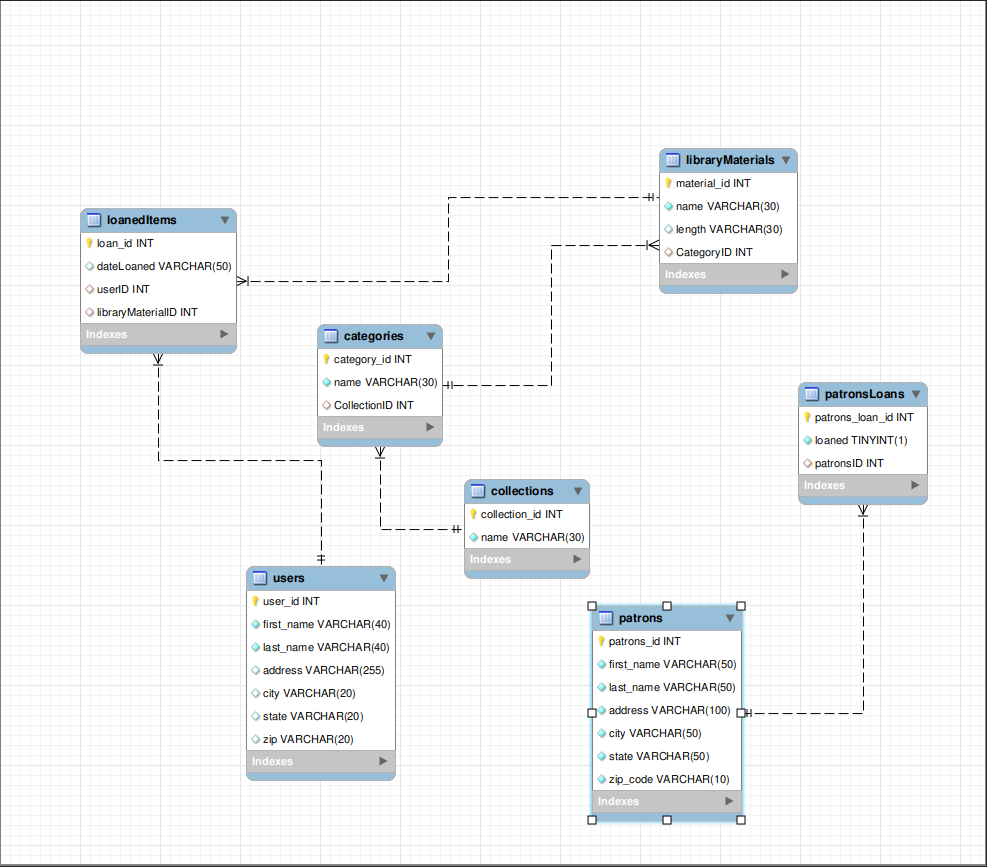 libraryMaterials
material_id INT
name VARCHAR(30)
length VARCHAR(30)
CategoryID INT
Indexes
loanedItems
loan_id INT
dateLoaned VARCHAR(50)
userID INT
libraryMaterialID INT
Indexes
categories
category_id INT
name VARCHAR(30)
CollectionID INT
Indexes
patronsLoans
patrons_loan_id INT
loaned TINYINT(1)
patronsID INT
Indexes
collections
collection_id INT
name VARCHAR(30)
Indexes
users
user_id INT
first_name VARCHAR(40)
last_name VARCHAR(40)
address VARCHAR(255)
city VARCHAR(20)
state VARCHAR(20)
zip VARCHAR(20)
Indexes
patrons
patrons_id INT
first_name VARCHAR(50)
last_name VARCHAR(50)
address VARCHAR(100)
city VARCHAR(50)
state VARCHAR(50)
zip_code VARCHAR(10)
Indexes